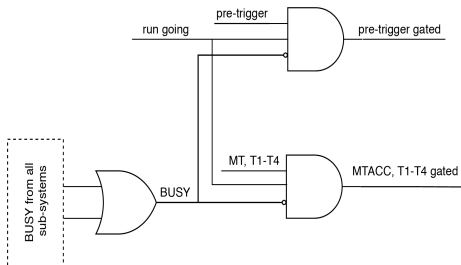 pre-trigger
run going
pre-trigger gated
MT, T1-T4
MTACC, T1-T4 gated
BUSY
BUSY from all
sub-systems